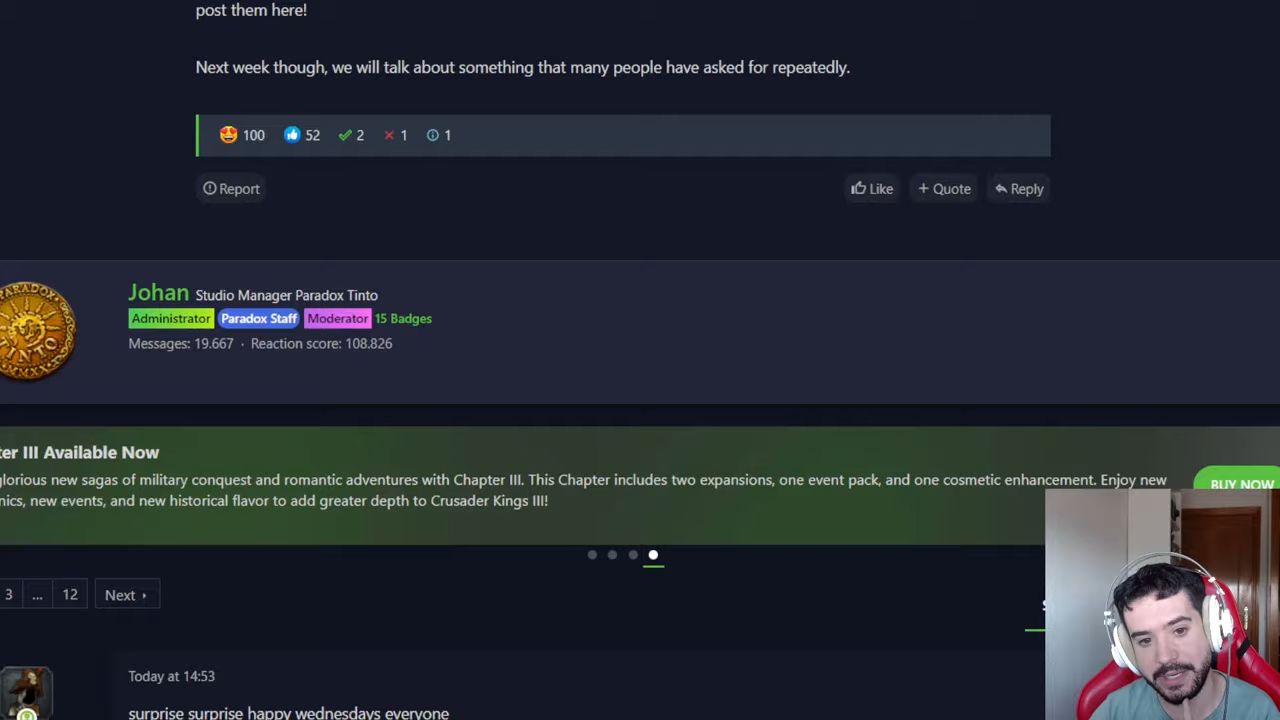 post them here!
Next week though, we will talk about something that many people have asked for repeatedly.
100 52 2 1 1
Report Like + Quote Reply
Johan Studio Manager Paradox Tinto
Administrator Paradox Staff Moderator 15 Badges
Messages: 19.667 · Reaction score: 108.826
PARADOX
TINTO
XXXX
ter III Available Now
glorious new sagas of military conquest and romantic adventures with Chapter III. This Chapter includes two expansions, one event pack, and one cosmetic enhancement. Enjoy new
nics, new events, and new historical flavor to add greater depth to Crusader Kings III!
BUY NOW
3 ... 12 Next
Today at 14:53
surprise surprise happy wednesdays everyone